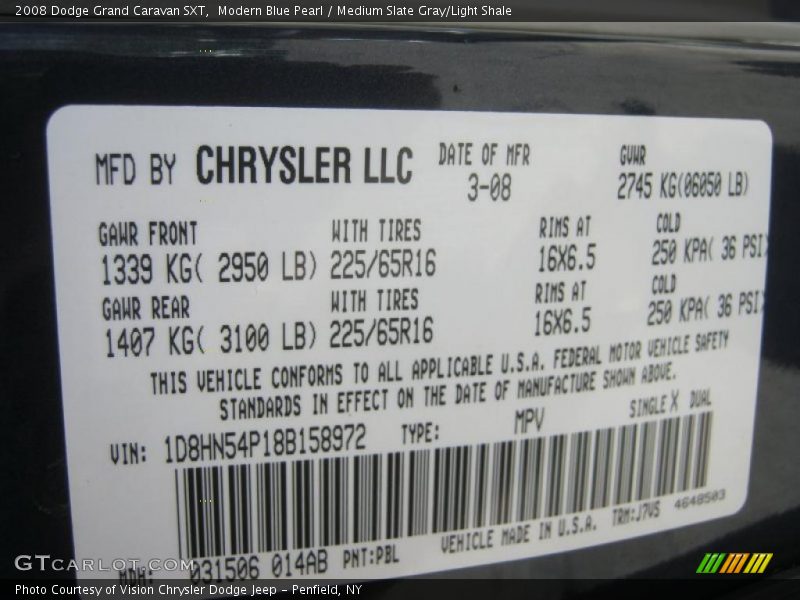 2008 Dodge Grand Caravan SXT,  Modern Blue Pearl / Medium Slate Gray/Light Shale
MFD BY CHRYSLER LLC DATE OF MFR GVWR
3-08 2745 KG(06050 LB)
GAWR FRONT WITH TIRES RIMS AT COLD
1339 KG( 2950 LB) 225/65R16 16X6.5 250 KPA( 36 PSI)
GAWR REAR WITH TIRES RIMS AT COLD
1407 KG( 3100 LB) 225/65R16 16X6.5 250 KPA( 36 PSI)
THIS VEHICLE CONFORMS TO ALL APPLICABLE U.S.A. FEDERAL MOTOR VEHICLE SAFETY
STANDARDS IN EFFECT ON THE DATE OF MANUFACTURE SHOWN ABOVE.
VIN: 1D8HN54P18B158972 TYPE: MPV SINGLE X DUAL
MDH: 031506 014AB PNT:PBL VEHICLE MADE IN U.S.A. TRM:J7V5 4648503
GTCARLOT.COM
Photo Courtesy of Vision Chrysler Dodge Jeep – Penfield, NY